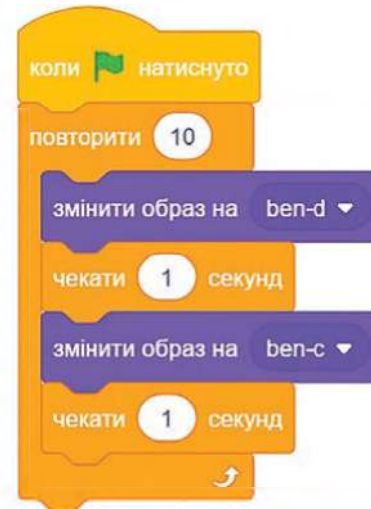 коли натиснуто
повторити 10
змінити образ на ben-d
чекати 1 секунд
змінити образ на ben-c
чекати 1 секунд